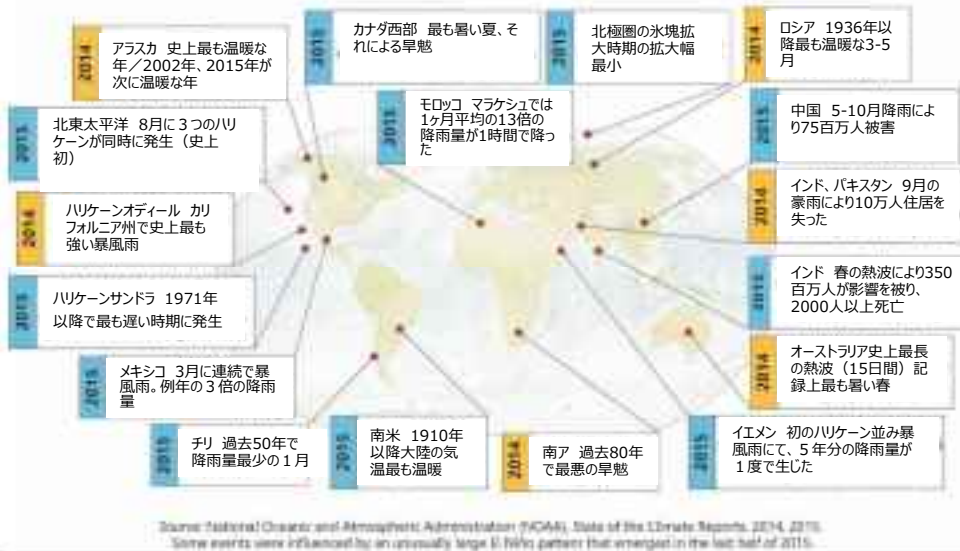 2014
アラスカ 史上最も温暖な
年／2002年、2015年が
次に温暖な年
2015
カナダ西部 最も暑い夏、そ
れによる旱魃
2015
北極圏の氷塊拡
大時期の拡大幅
最小
2014
ロシア 1936年以
降最も温暖な3-5
月
2015
北東太平洋 8月に３つのハリ
ケーンが同時に発生（史上
初）
2015
モロッコ マラケシュでは
1ヶ月平均の13倍の
降雨量が1時間で降っ
た
2015
中国 5-10月降雨によ
り75百万人被害
2014
ハリケーンオディール カリ
フォルニア州で史上最も
強い暴風雨
2014
インド、パキスタン 9月の
豪雨により10万人住居を
失った
2015
ハリケーンサンドラ 1971年
以降で最も遅い時期に発生
2015
インド 春の熱波により350
百万人が影響を被り、
2000人以上死亡
2015
メキシコ 3月に連続で暴
風雨。例年の３倍の降雨
量
2014
オーストラリア史上最長
の熱波（15日間）記
録上最も暑い春
2015
チリ 過去50年で
降雨量最少の１月
2015
南米 1910年
以降大陸の気
温最も温暖
2014
南ア 過去80年
で最悪の旱魃
2015
イエメン 初のハリケーン並み暴
風雨にて、５年分の降雨量が
１度で生じた
Source: National Oceanic and Atmospheric Administration (NOAA), State of the Climate Reports, 2014, 2015.
Some events were influenced by an unusually large El Niño pattern that emerged in the last half of 2015.